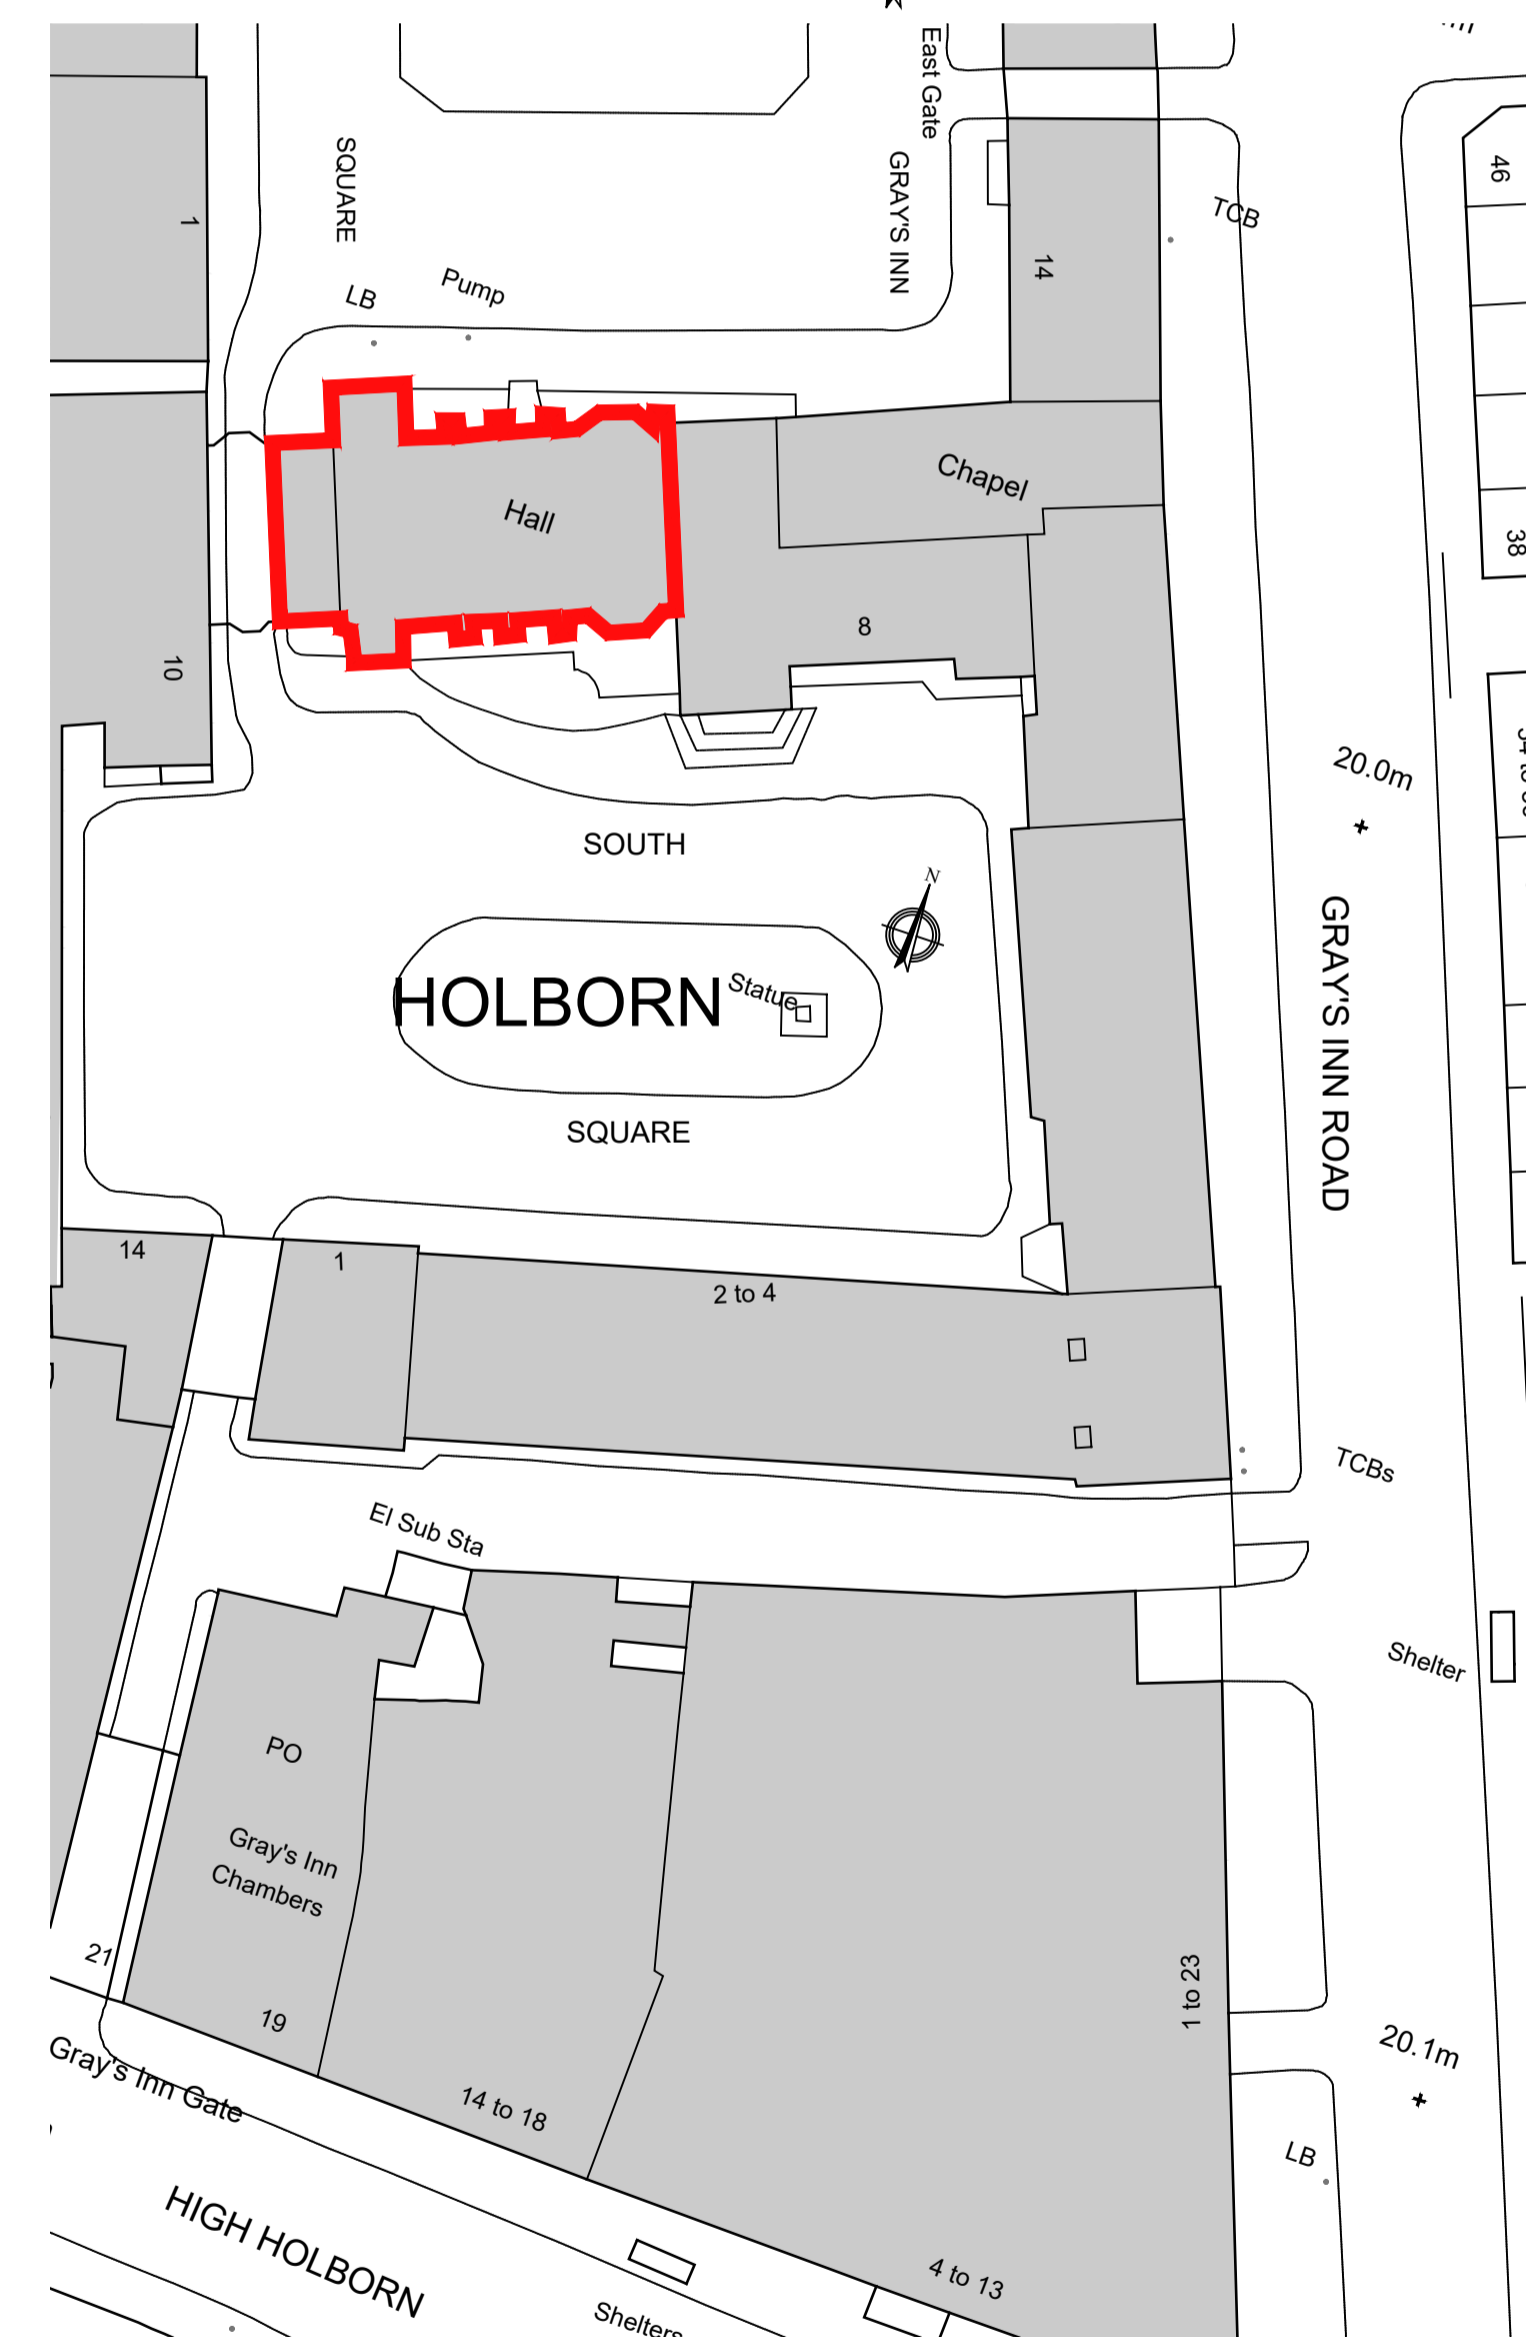 East Gate
SQUARE
GRAY'S INN
46
TCB
1
14
LB
Pump
Chapel
Hall
38
8
10
20.0m
SOUTH
N
HOLBORN
Statue
GRAY'S INN ROAD
SQUARE
14
1
2 to 4
TCBs
El Sub Sta
Shelter
PO
Gray's Inn
Chambers
21
19
1 to 23
20.1m
Gray's Inn Gate
14 to 18
LB
HIGH HOLBORN
4 to 13
Shelters